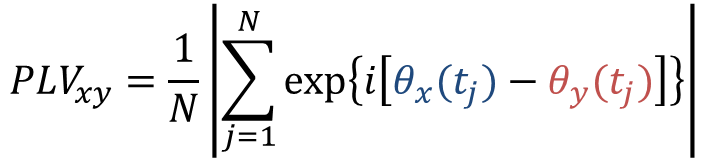 PLV_{xy} = \frac{1}{N} \left| \sum_{j=1}^{N} \exp\{i[\theta_x(t_j) - \theta_y(t_j)]\} \right|